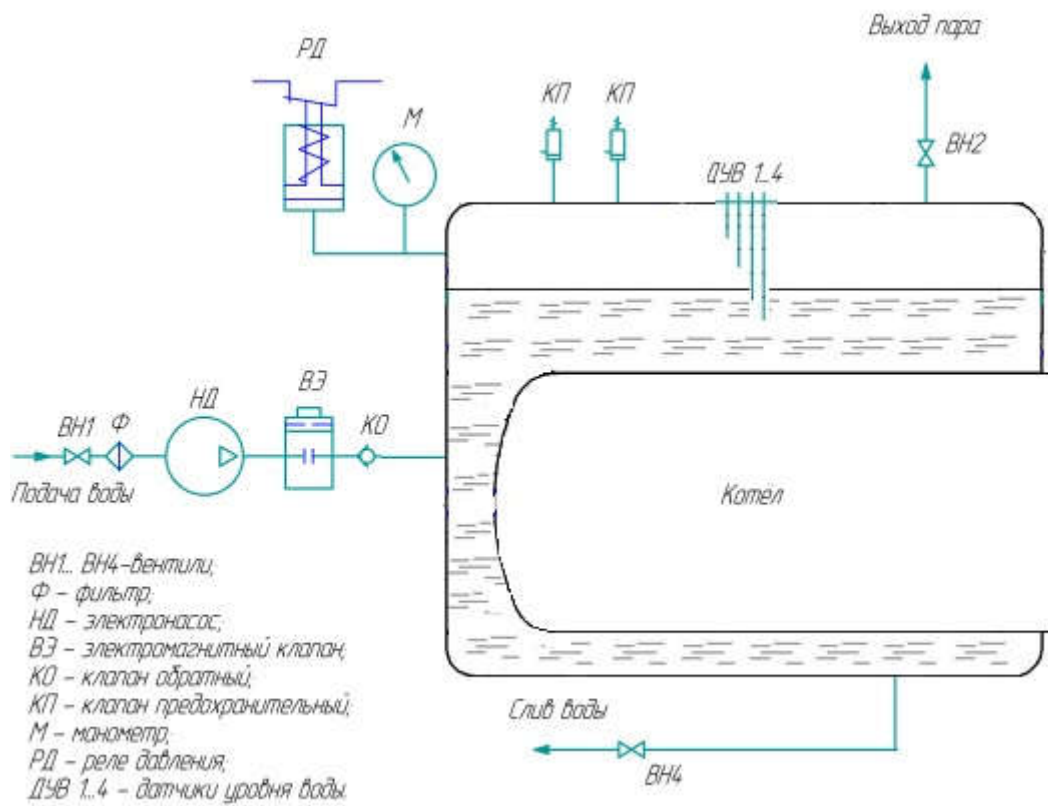 Выход пара
РД
М
КП
КП
ВН2
ДУВ 1...4
ВН1
Ф
НД
ВЭ
КО
Подача воды
Котёл
ВН1... ВН4-вентили;
Ф - фильтр;
НД - электронасос;
ВЭ - электромагнитный клапан;
КО - клапан обратный;
КП - клапан предохранительный;
М - манометр;
РД - реле давления;
ДУВ 1...4 - датчики уровня воды.
Слив воды
ВН4